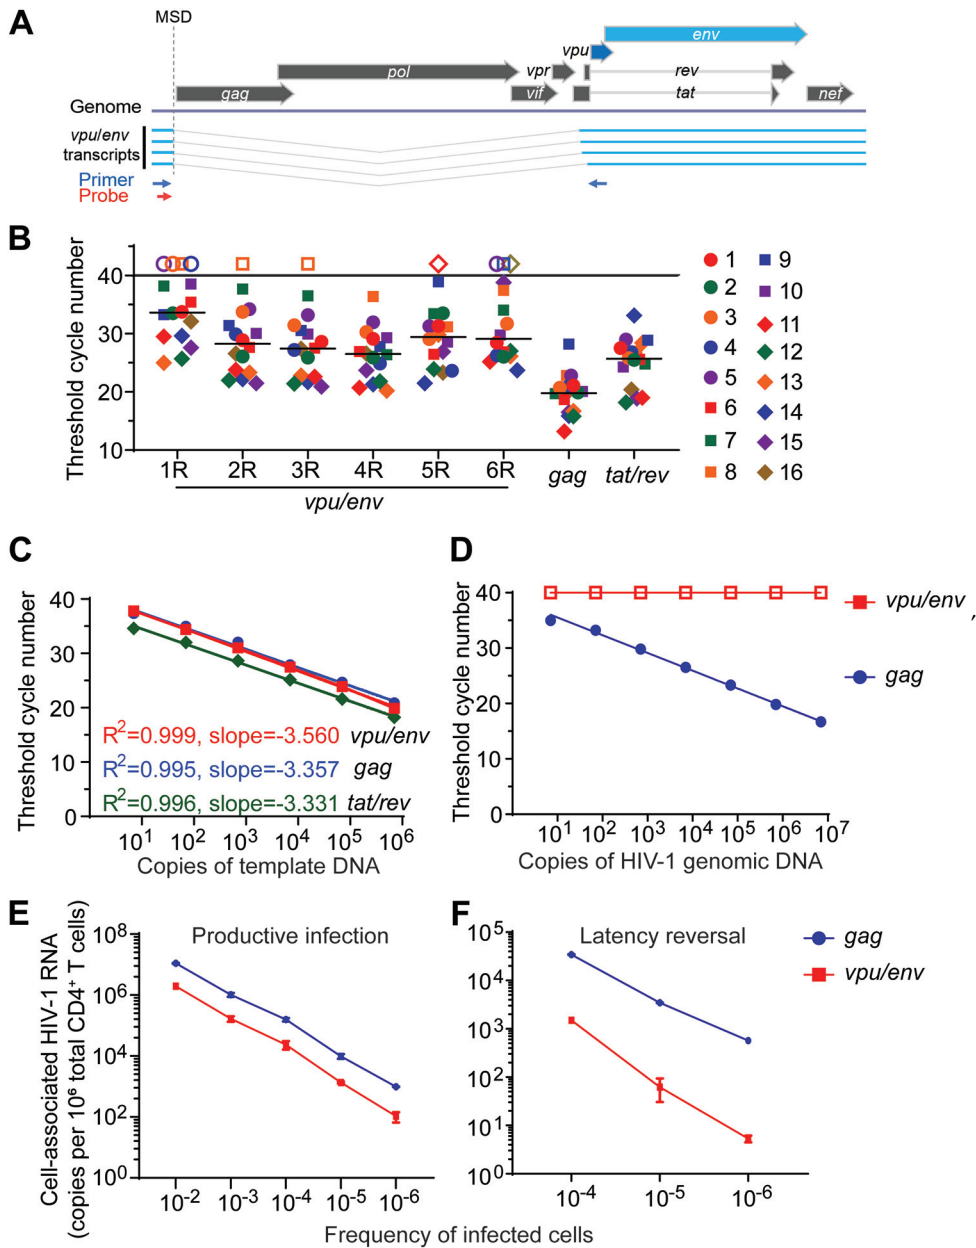 A
MSD
env
vpu
pol
vpr
rev
gag
vif
tat
nef
Genome
vpu/env
transcripts
Primer
Probe
B
Threshold cycle number
40
30
20
10
1R 2R 3R 4R 5R 6R gag tat/rev
vpu/env
1 9
2 10
3 11
4 12
5 13
6 14
7 15
8 16
C
Threshold cycle number
40
30
20
10
0
R²=0.999, slope=-3.560 vpu/env
R²=0.995, slope=-3.357 gag
R²=0.996, slope=-3.331 tat/rev
10¹ 10² 10³ 10⁴ 10⁵ 10⁶
Copies of template DNA
D
Threshold cycle number
40
30
20
10
0
10¹ 10² 10³ 10⁴ 10⁵ 10⁶ 10⁷
Copies of HIV-1 genomic DNA
vpu/env ,
gag
E
Cell-associated HIV-1 RNA
(copies per 10⁶ total CD4⁺ T cells)
Productive infection
10⁸
10⁶
10⁴
10²
10⁰
10⁻² 10⁻³ 10⁻⁴ 10⁻⁵ 10⁻⁶
F
Latency reversal
10⁵
10⁴
10³
10²
10¹
10⁰
10⁻⁴ 10⁻⁵ 10⁻⁶
gag
vpu/env
Frequency of infected cells